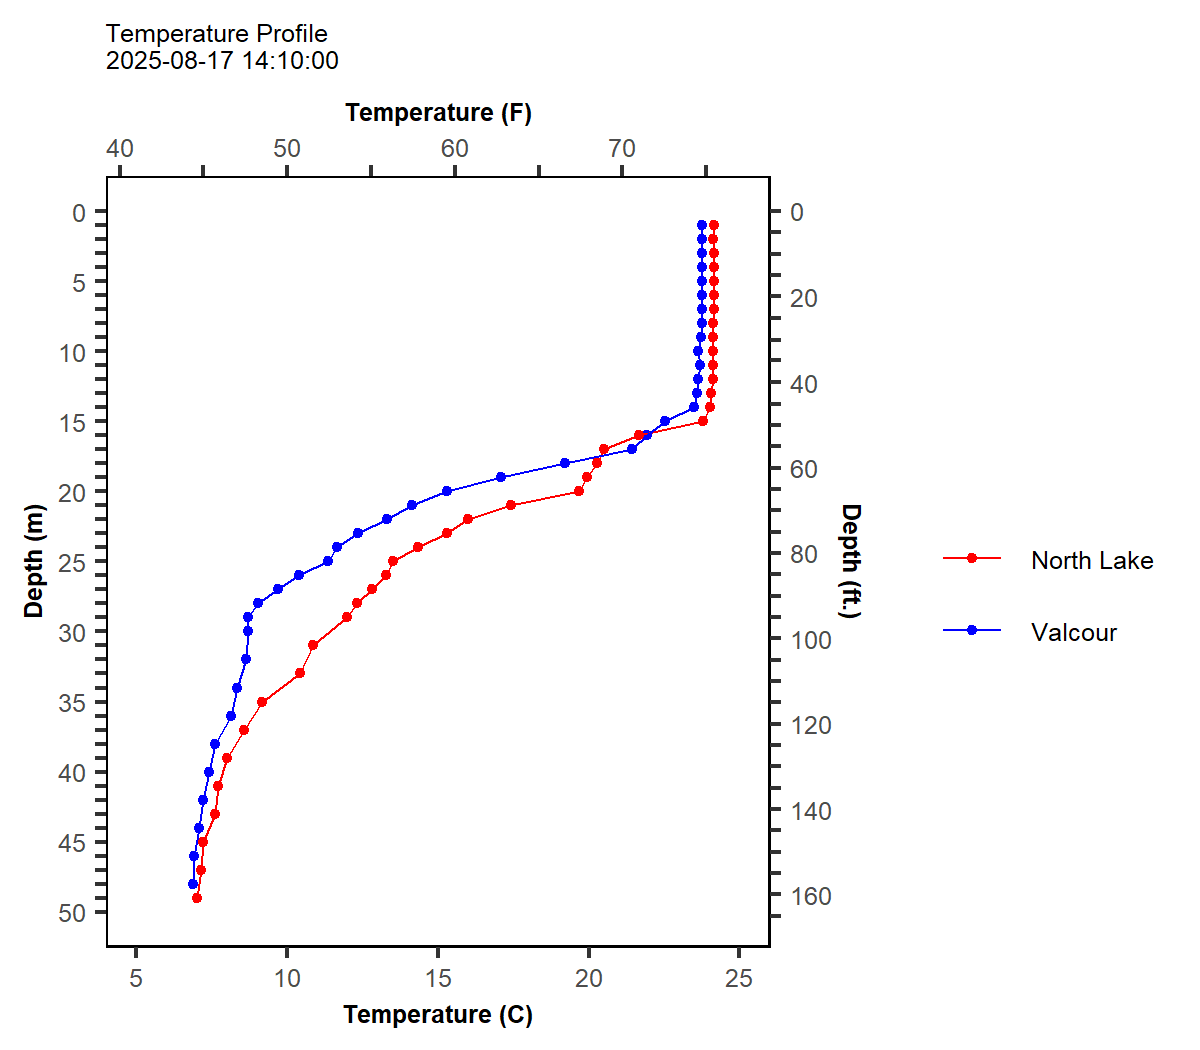 Temperature Profile
2025-08-17 14:10:00
Temperature (F)
40 50 60 70
0
5
10
15
20
25
30
35
40
45
50
Depth (m)
0
20
40
60
80
100
120
140
160
Depth (ft.)
North Lake
Valcour
5 10 15 20 25
Temperature (C)